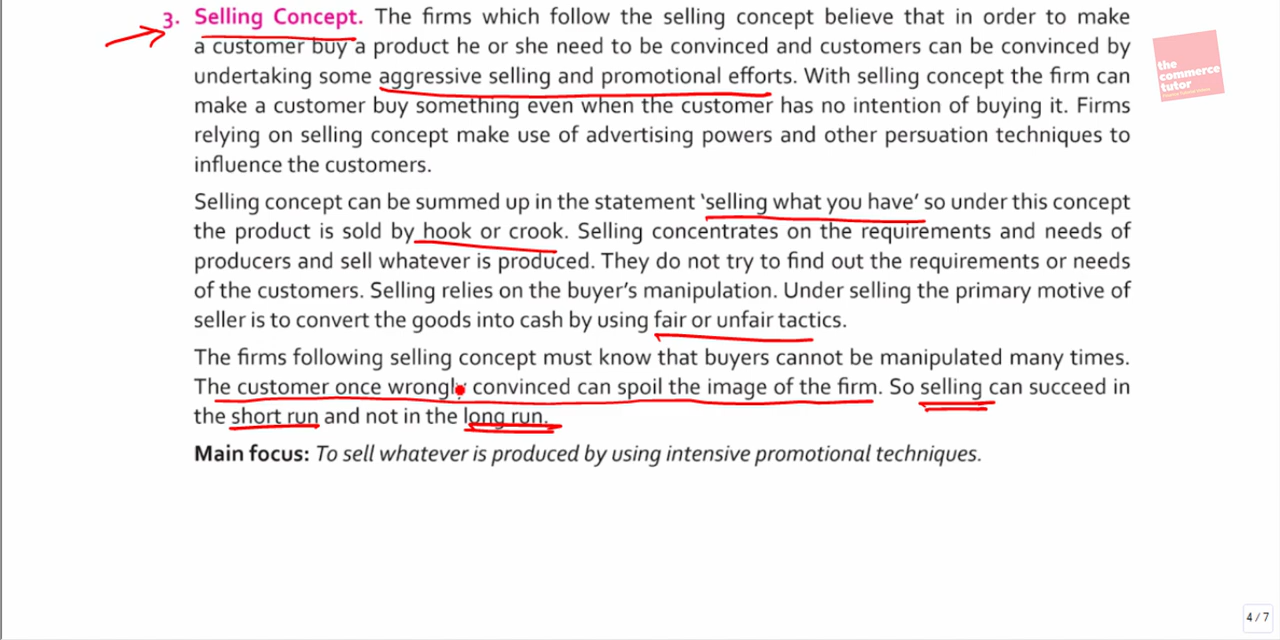 3. Selling Concept. The firms which follow the selling concept believe that in order to make
a customer buy a product he or she need to be convinced and customers can be convinced by
undertaking some aggressive selling and promotional efforts. With selling concept the firm can
make a customer buy something even when the customer has no intention of buying it. Firms
relying on selling concept make use of advertising powers and other persuation techniques to
influence the customers.
Selling concept can be summed up in the statement ‘selling what you have’ so under this concept
the product is sold by hook or crook. Selling concentrates on the requirements and needs of
producers and sell whatever is produced. They do not try to find out the requirements or needs
of the customers. Selling relies on the buyer’s manipulation. Under selling the primary motive of
seller is to convert the goods into cash by using fair or unfair tactics.
The firms following selling concept must know that buyers cannot be manipulated many times.
The customer once wrongly convinced can spoil the image of the firm. So selling can succeed in
the short run and not in the long run.
Main focus: To sell whatever is produced by using intensive promotional techniques.
the
commerce
tutor
4 / 7